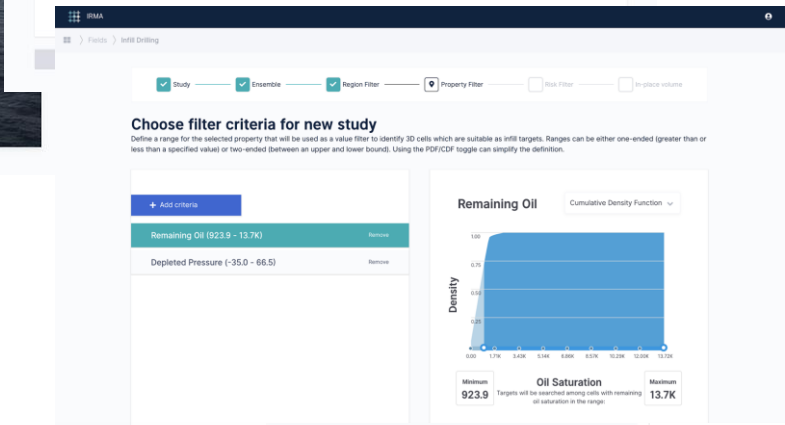 IRMA
Fields > Infill Drilling
Study
Ensemble
Region Filter
Property Filter
Risk Filter
In-place volume
Choose filter criteria for new study
Define a range for the selected property that will be used as a value filter to identify 3D cells which are suitable as infill targets. Ranges can be either one-ended (greater than or
less than a specified value) or two-ended (between an upper and lower bound). Using the PDF/CDF toggle can simplify the definition.
+ Add criteria
Remaining Oil (923.9 - 13.7K) Remove
Depleted Pressure (-35.0 - 66.5) Remove
Remaining Oil
Cumulative Density Function
Density
1.00
0.75
0.50
0.25
0.00 1.71K 3.43K 5.14K 6.86K 8.57K 10.29K 12.00K 13.72K
Minimum
923.9
Oil Saturation
Targets will be searched among cells with remaining
oil saturation in the range:
Maximum
13.7K